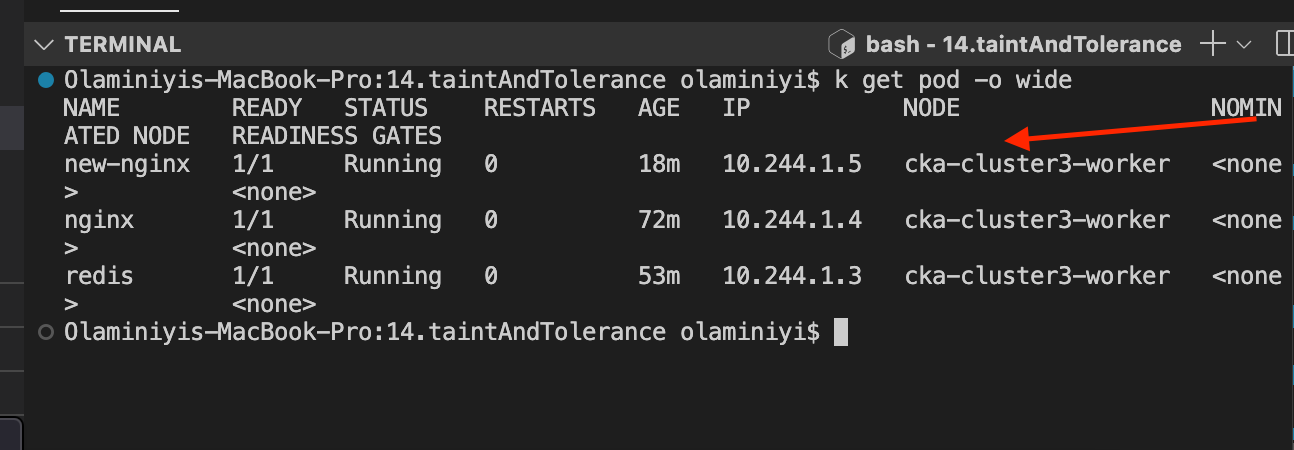 TERMINAL
bash - 14.taintAndTolerance
Olaminiyis-MacBook-Pro:14.taintAndTolerance olaminiyi$ k get pod -o wide
NAME READY STATUS RESTARTS AGE IP NODE NOMIN
ATED NODE READINESS GATES
new-nginx 1/1 Running 0 18m 10.244.1.5 cka-cluster3-worker <none
> <none>
nginx 1/1 Running 0 72m 10.244.1.4 cka-cluster3-worker <none
> <none>
redis 1/1 Running 0 53m 10.244.1.3 cka-cluster3-worker <none
> <none>
Olaminiyis-MacBook-Pro:14.taintAndTolerance olaminiyi$